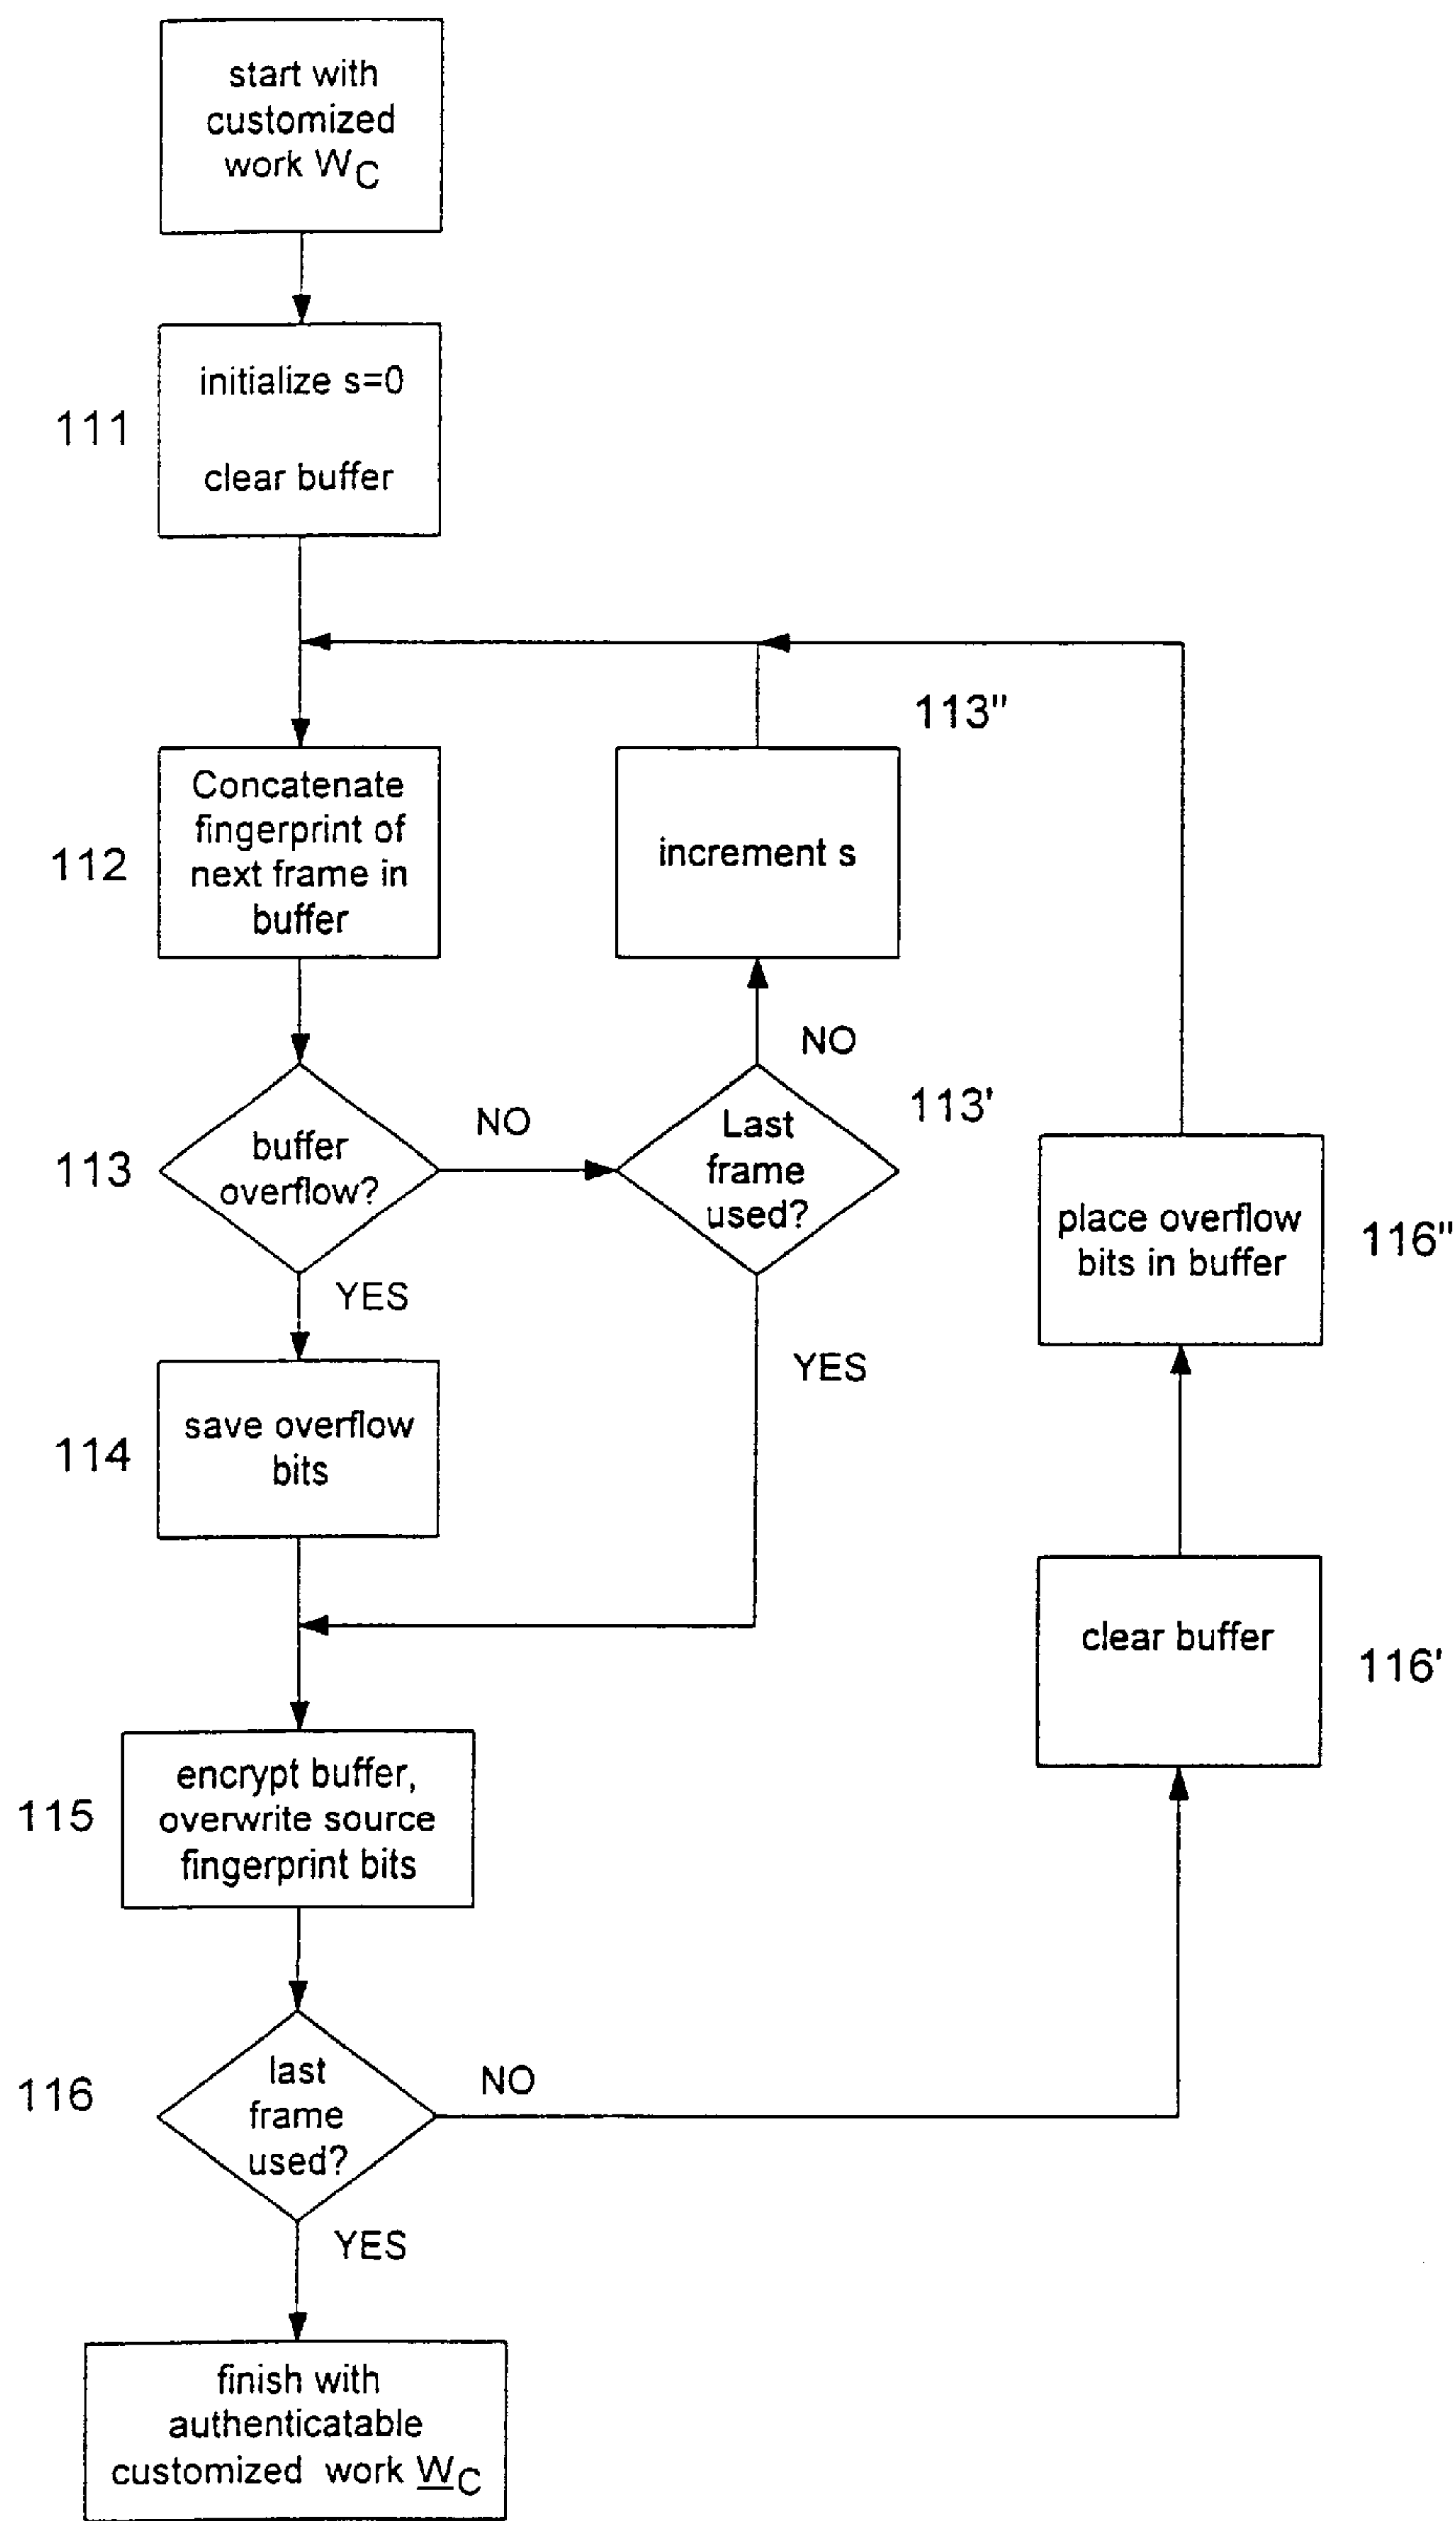 start with
customized
work WC
111
initialize s=0
clear buffer
113"
112
Concatenate
fingerprint of
next frame in
buffer
increment s
NO
113'
113
buffer
overflow?
NO
Last
frame
used?
YES
place overflow
bits in buffer
116"
YES
114
save overflow
bits
clear buffer
116'
115
encrypt buffer,
overwrite source
fingerprint bits
116
last
frame
used?
NO
YES
finish with
authenticatable
customized work WC